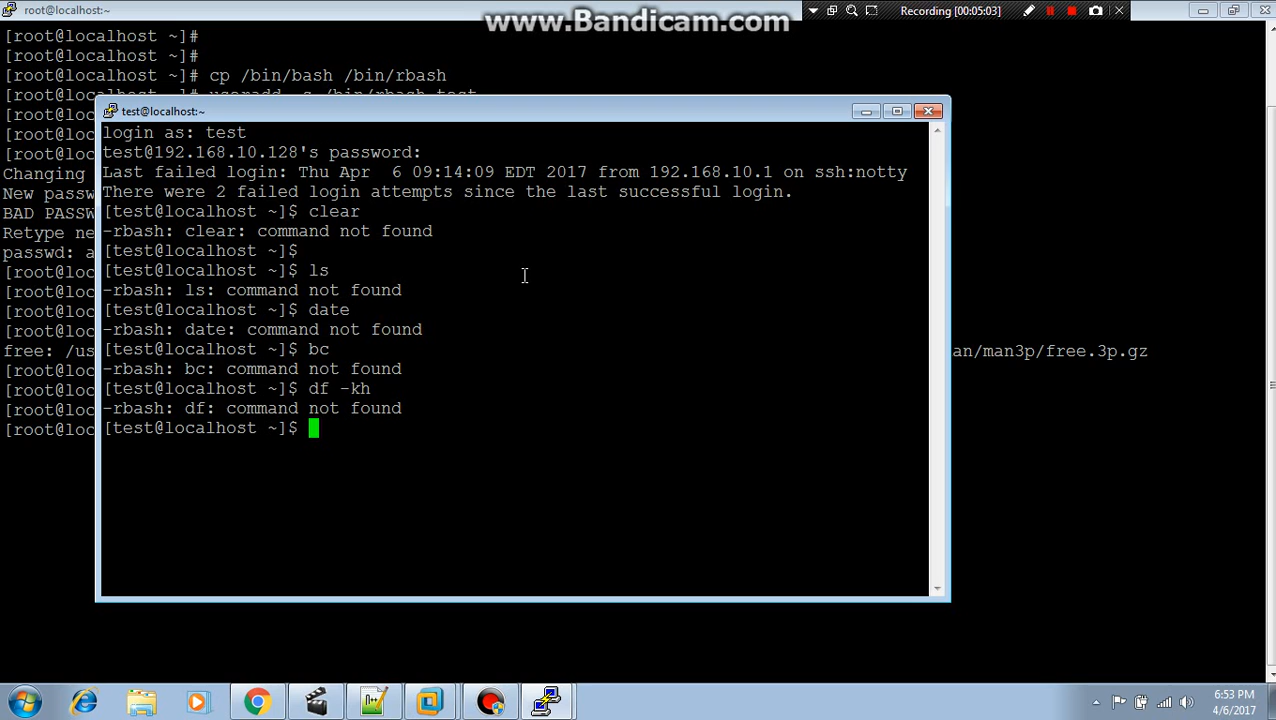 root@localhost:~
www.Bandicam.com
Recording [00:05:03]
[root@localhost ~]#
[root@localhost ~]#
[root@localhost ~]# cp /bin/bash /bin/rbash
[root@localhost ~]# useradd -s /bin/rbash test
[root@loc
[root@loc
[root@loc
Changing
New passw
BAD PASSW
Retype ne
passwd: a
[root@loc
[root@loc
[root@loc
free: /us
an/man3p/free.3p.gz
[root@loc
[root@loc
[root@loc
[root@loc
test@localhost:~
login as: test
test@192.168.10.128's password:
Last failed login: Thu Apr  6 09:14:09 EDT 2017 from 192.168.10.1 on ssh:notty
There were 2 failed login attempts since the last successful login.
[test@localhost ~]$ clear
-rbash: clear: command not found
[test@localhost ~]$
[test@localhost ~]$ ls
-rbash: ls: command not found
[test@localhost ~]$ date
-rbash: date: command not found
[test@localhost ~]$ bc
-rbash: bc: command not found
[test@localhost ~]$ df -kh
-rbash: df: command not found
[test@localhost ~]$
n++
6:53 PM
4/6/2017